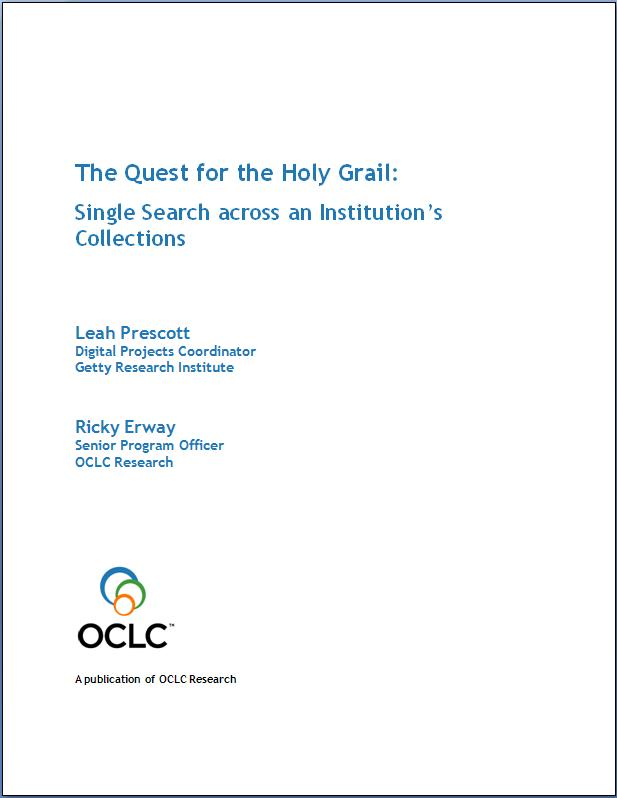 The Quest for the Holy Grail:
Single Search across an Institution's
Collections
Leah Prescott
Digital Projects Coordinator
Getty Research Institute
Ricky Erway
Senior Program Officer
OCLC Research
OCLC™
A publication of OCLC Research